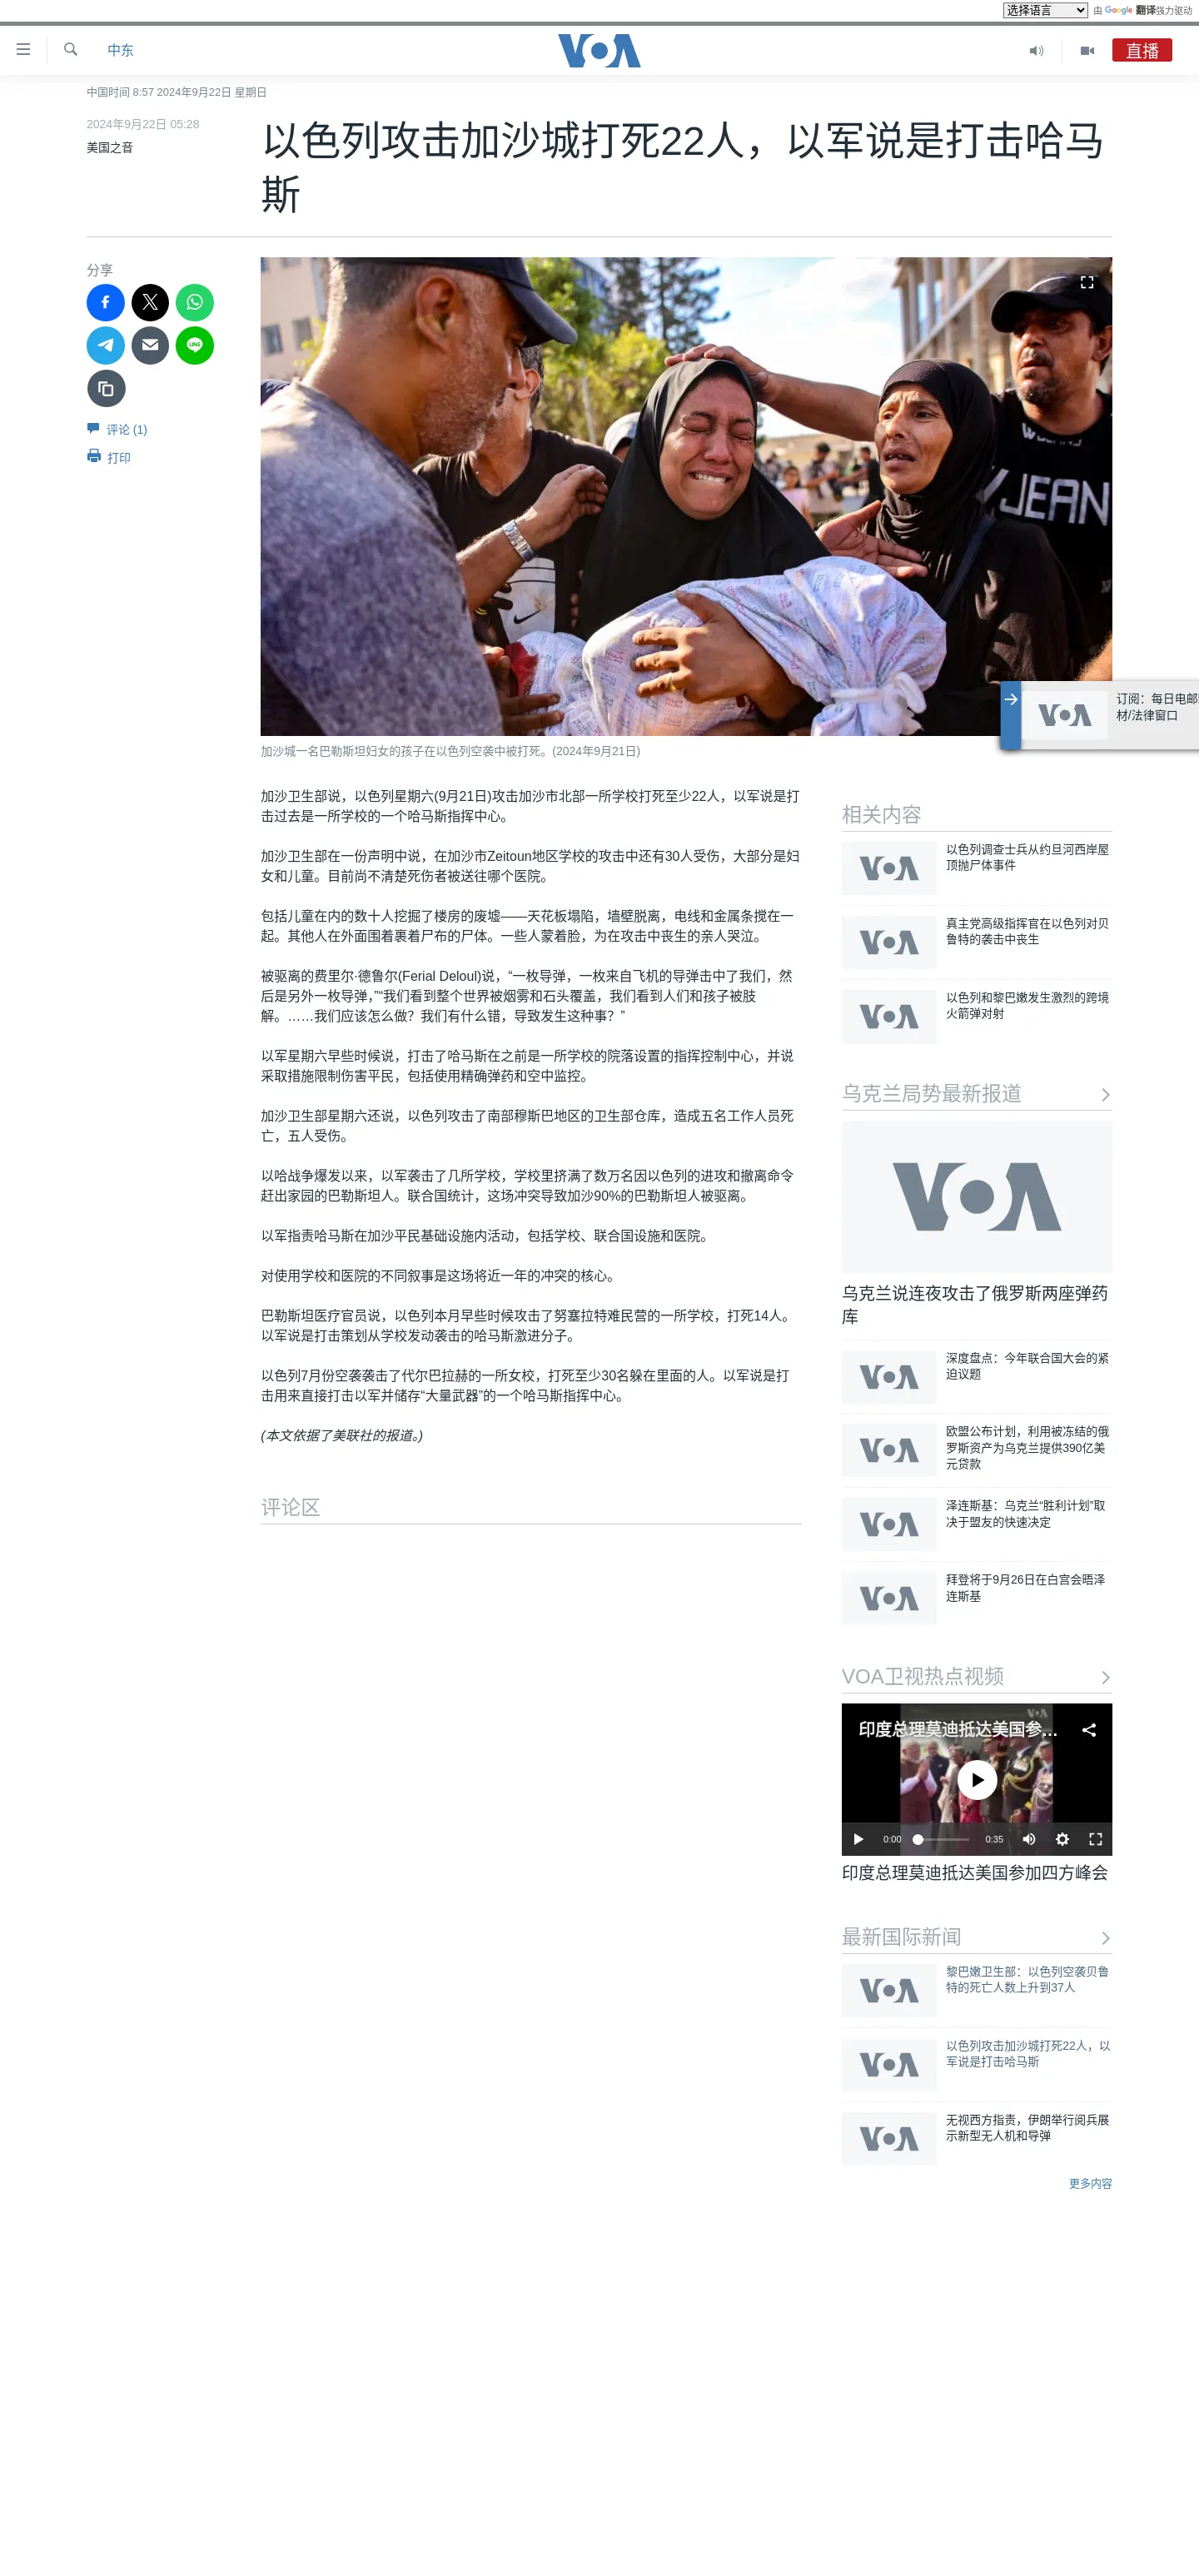 选择语言
由 Google 翻译强力驱动
中东
VOA
直播
中国时间 8:57 2024年9月22日 星期日
2024年9月22日 05:28
美国之音
以色列攻击加沙城打死22人，以军说是打击哈马
斯
分享
LINE
评论 (1)
打印
JEAN
加沙城一名巴勒斯坦妇女的孩子在以色列空袭中被打死。(2024年9月21日)
VOA
订阅：每日电邮
材/法律窗口
加沙卫生部说，以色列星期六(9月21日)攻击加沙市北部一所学校打死至少22人，以军说是打
击过去是一所学校的一个哈马斯指挥中心。
加沙卫生部在一份声明中说，在加沙市Zeitoun地区学校的攻击中还有30人受伤，大部分是妇
女和儿童。目前尚不清楚死伤者被送往哪个医院。
包括儿童在内的数十人挖掘了楼房的废墟——天花板塌陷，墙壁脱离，电线和金属条搅在一
起。其他人在外面围着裹着尸布的尸体。一些人蒙着脸，为在攻击中丧生的亲人哭泣。
被驱离的费里尔·德鲁尔(Ferial Deloul)说，“一枚导弹，一枚来自飞机的导弹击中了我们，然
后是另外一枚导弹，”“我们看到整个世界被烟雾和石头覆盖，我们看到人们和孩子被肢
解。……我们应该怎么做？我们有什么错，导致发生这种事？”
以军星期六早些时候说，打击了哈马斯在之前是一所学校的院落设置的指挥控制中心，并说
采取措施限制伤害平民，包括使用精确弹药和空中监控。
加沙卫生部星期六还说，以色列攻击了南部穆斯巴地区的卫生部仓库，造成五名工作人员死
亡，五人受伤。
以哈战争爆发以来，以军袭击了几所学校，学校里挤满了数万名因以色列的进攻和撤离命令
赶出家园的巴勒斯坦人。联合国统计，这场冲突导致加沙90%的巴勒斯坦人被驱离。
以军指责哈马斯在加沙平民基础设施内活动，包括学校、联合国设施和医院。
对使用学校和医院的不同叙事是这场将近一年的冲突的核心。
巴勒斯坦医疗官员说，以色列本月早些时候攻击了努塞拉特难民营的一所学校，打死14人。
以军说是打击策划从学校发动袭击的哈马斯激进分子。
以色列7月份空袭袭击了代尔巴拉赫的一所女校，打死至少30名躲在里面的人。以军说是打
击用来直接打击以军并储存“大量武器”的一个哈马斯指挥中心。
(本文依据了美联社的报道。)
评论区
相关内容
VOA
以色列调查士兵从约旦河西岸屋
顶抛尸体事件
VOA
真主党高级指挥官在以色列对贝
鲁特的袭击中丧生
VOA
以色列和黎巴嫩发生激烈的跨境
火箭弹对射
乌克兰局势最新报道
VOA
乌克兰说连夜攻击了俄罗斯两座弹药
库
VOA
深度盘点：今年联合国大会的紧
迫议题
VOA
欧盟公布计划，利用被冻结的俄
罗斯资产为乌克兰提供390亿美
元贷款
VOA
泽连斯基：乌克兰“胜利计划”取
决于盟友的快速决定
VOA
拜登将于9月26日在白宫会晤泽
连斯基
VOA卫视热点视频
VOA
印度总理莫迪抵达美国参...
0:00
0:35
印度总理莫迪抵达美国参加四方峰会
最新国际新闻
VOA
黎巴嫩卫生部：以色列空袭贝鲁
特的死亡人数上升到37人
VOA
以色列攻击加沙城打死22人，以
军说是打击哈马斯
VOA
无视西方指责，伊朗举行阅兵展
示新型无人机和导弹
更多内容